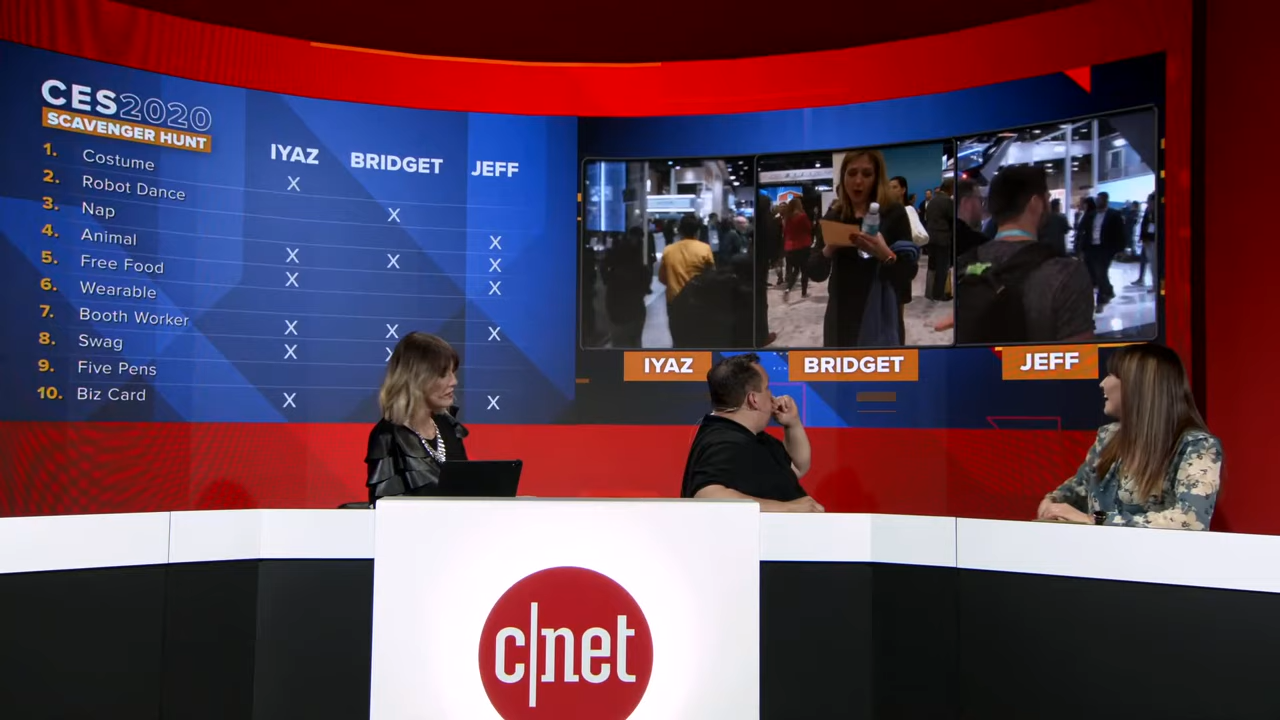 CES2020
SCAVENGER HUNT
IYAZ BRIDGET JEFF
1. Costume X
2. Robot Dance X
3. Nap X
4. Animal X X X
5. Free Food X X
6. Wearable
7. Booth Worker X X X
8. Swag X X
9. Five Pens
10. Biz Card X X
IYAZ BRIDGET JEFF
c|net